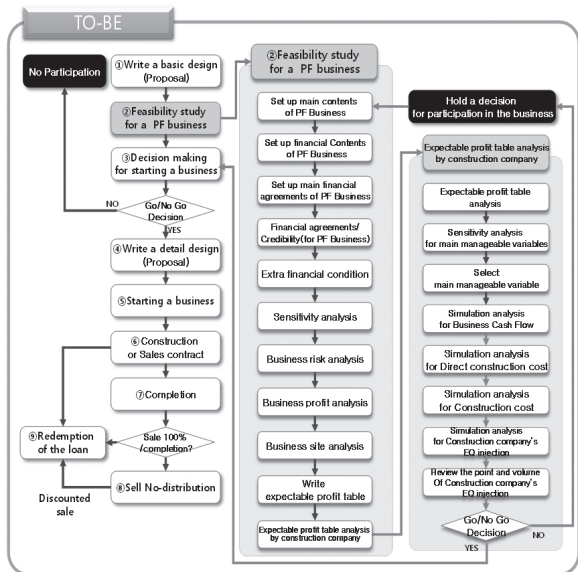 TO-BE
No Participation
①Write a basic design
(Proposal)
②Feasibility study
for a PF business
③Decision making
for starting a business
NO
Go/No Go
Decision
YES
④Write a detail design
(Proposal)
⑤Starting a business
⑥Construction
or Sales contract
⑦Completion
⑨Redemption
of the loan
Sale 100%
/completion?
⑧Sell No-distribution
Discounted
sale
②Feasibility study
for a PF business
Set up main contents
of PF Business
Set up financial Contents
of PF Business
Set up main financial
agreements of PF Business
Financial agreements/
Credibility(for PF Business)
Extra financial condition
Sensitivity analysis
Business risk analysis
Business profit analysis
Business site analysis
Write
expectable profit table
Expectable profit table analysis
by construction company
Hold a decision
for participation in the business
Expectable profit table analysis
by construction company
Expectable profit table
analysis
Sensitivity analysis
for main manageable variables
Select
main manageable variable
Simulation analysis
for Business Cash Flow
Simulation analysis
for Direct construction cost
Simulation analysis
for Construction cost
Simulation analysis
for Construction company's
EQ injection
Review the point and volume
Of Construction company's
EQ injection
Go/No Go
Decision
NO
YES